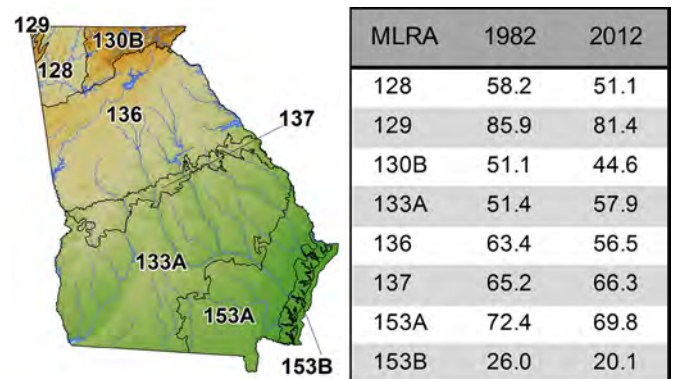 129
130B
128
136
137
133A
153A
153B
MLRA 1982 2012
128 58.2 51.1
129 85.9 81.4
130B 51.1 44.6
133A 51.4 57.9
136 63.4 56.5
137 65.2 66.3
153A 72.4 69.8
153B 26.0 20.1